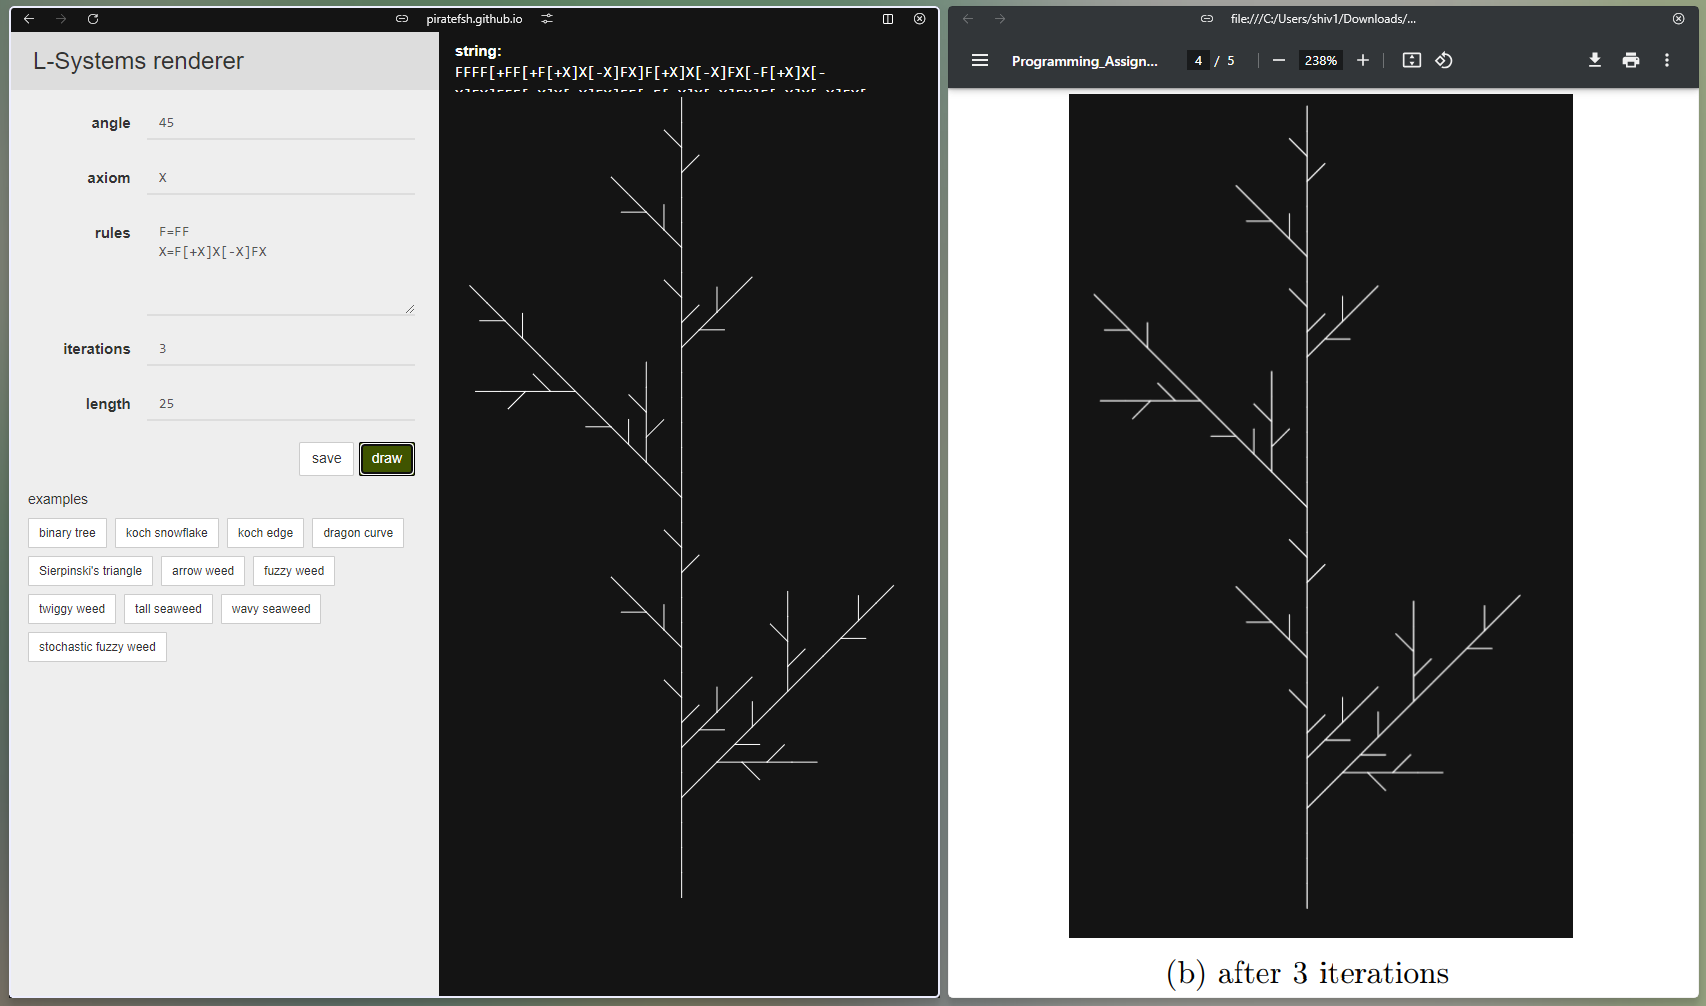 piratefsh.github.io
L-Systems renderer
angle 45
axiom X
rules F=FF
X=F[+X]X[-X]FX
iterations 3
length 25
save draw
examples
binary tree koch snowflake koch edge dragon curve
Sierpinski's triangle arrow weed fuzzy weed
twiggy weed tall seaweed wavy seaweed
stochastic fuzzy weed
string:
FFFF[+FF[+F[+X]X[-X]FX]F[+X]X[-X]FX[-F[+X]X[-
file:///C:/Users/shiv1/Downloads/...
Programming_Assign... 4 / 5 238%
(b) after 3 iterations